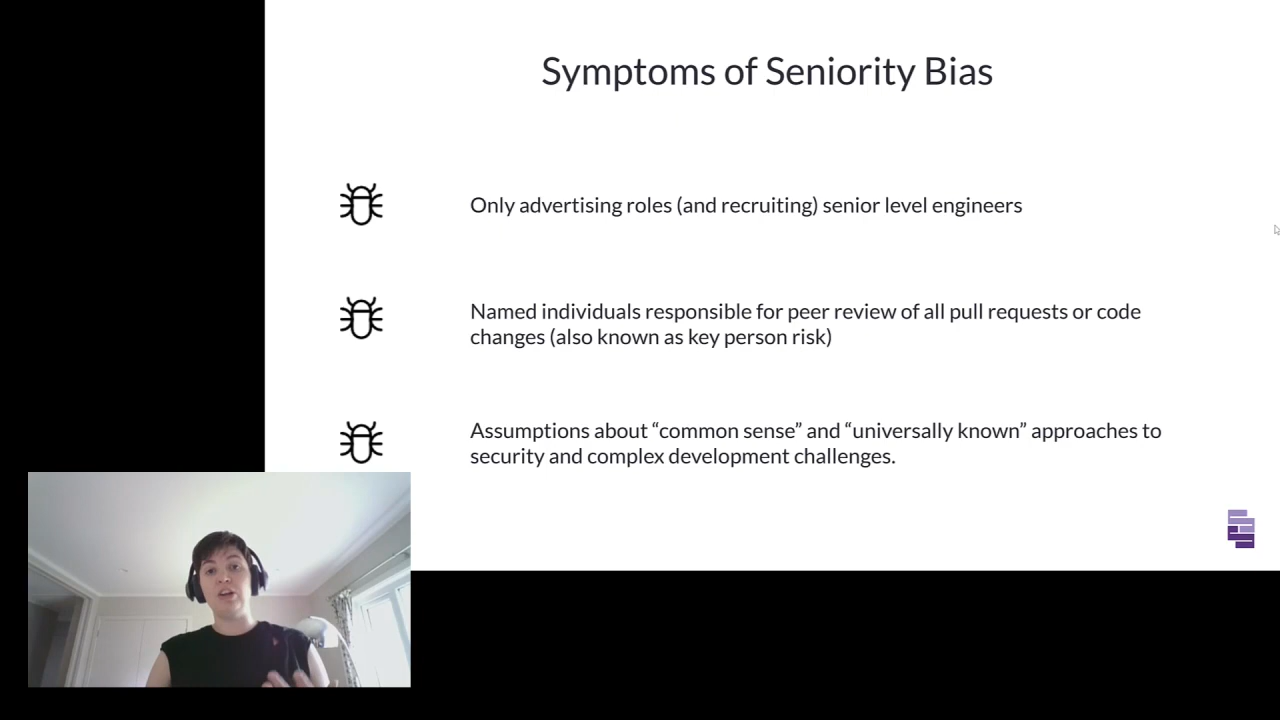 Symptoms of Seniority Bias
Only advertising roles (and recruiting) senior level engineers
Named individuals responsible for peer review of all pull requests or code
changes (also known as key person risk)
Assumptions about “common sense” and “universally known” approaches to
security and complex development challenges.